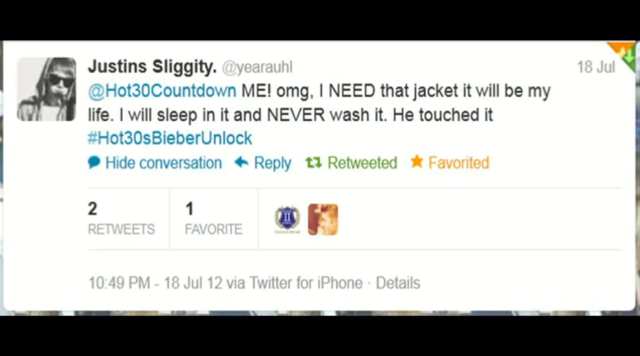 Justins Sliggity. @yearauhl 18 Jul
@Hot30Countdown ME! omg, I NEED that jacket it will be my
life. I will sleep in it and NEVER wash it. He touched it
#Hot30sBieberUnlock
Hide conversation Reply Retweeted Favorited
2 1
RETWEETS FAVORITE
10:49 PM - 18 Jul 12 via Twitter for iPhone · Details